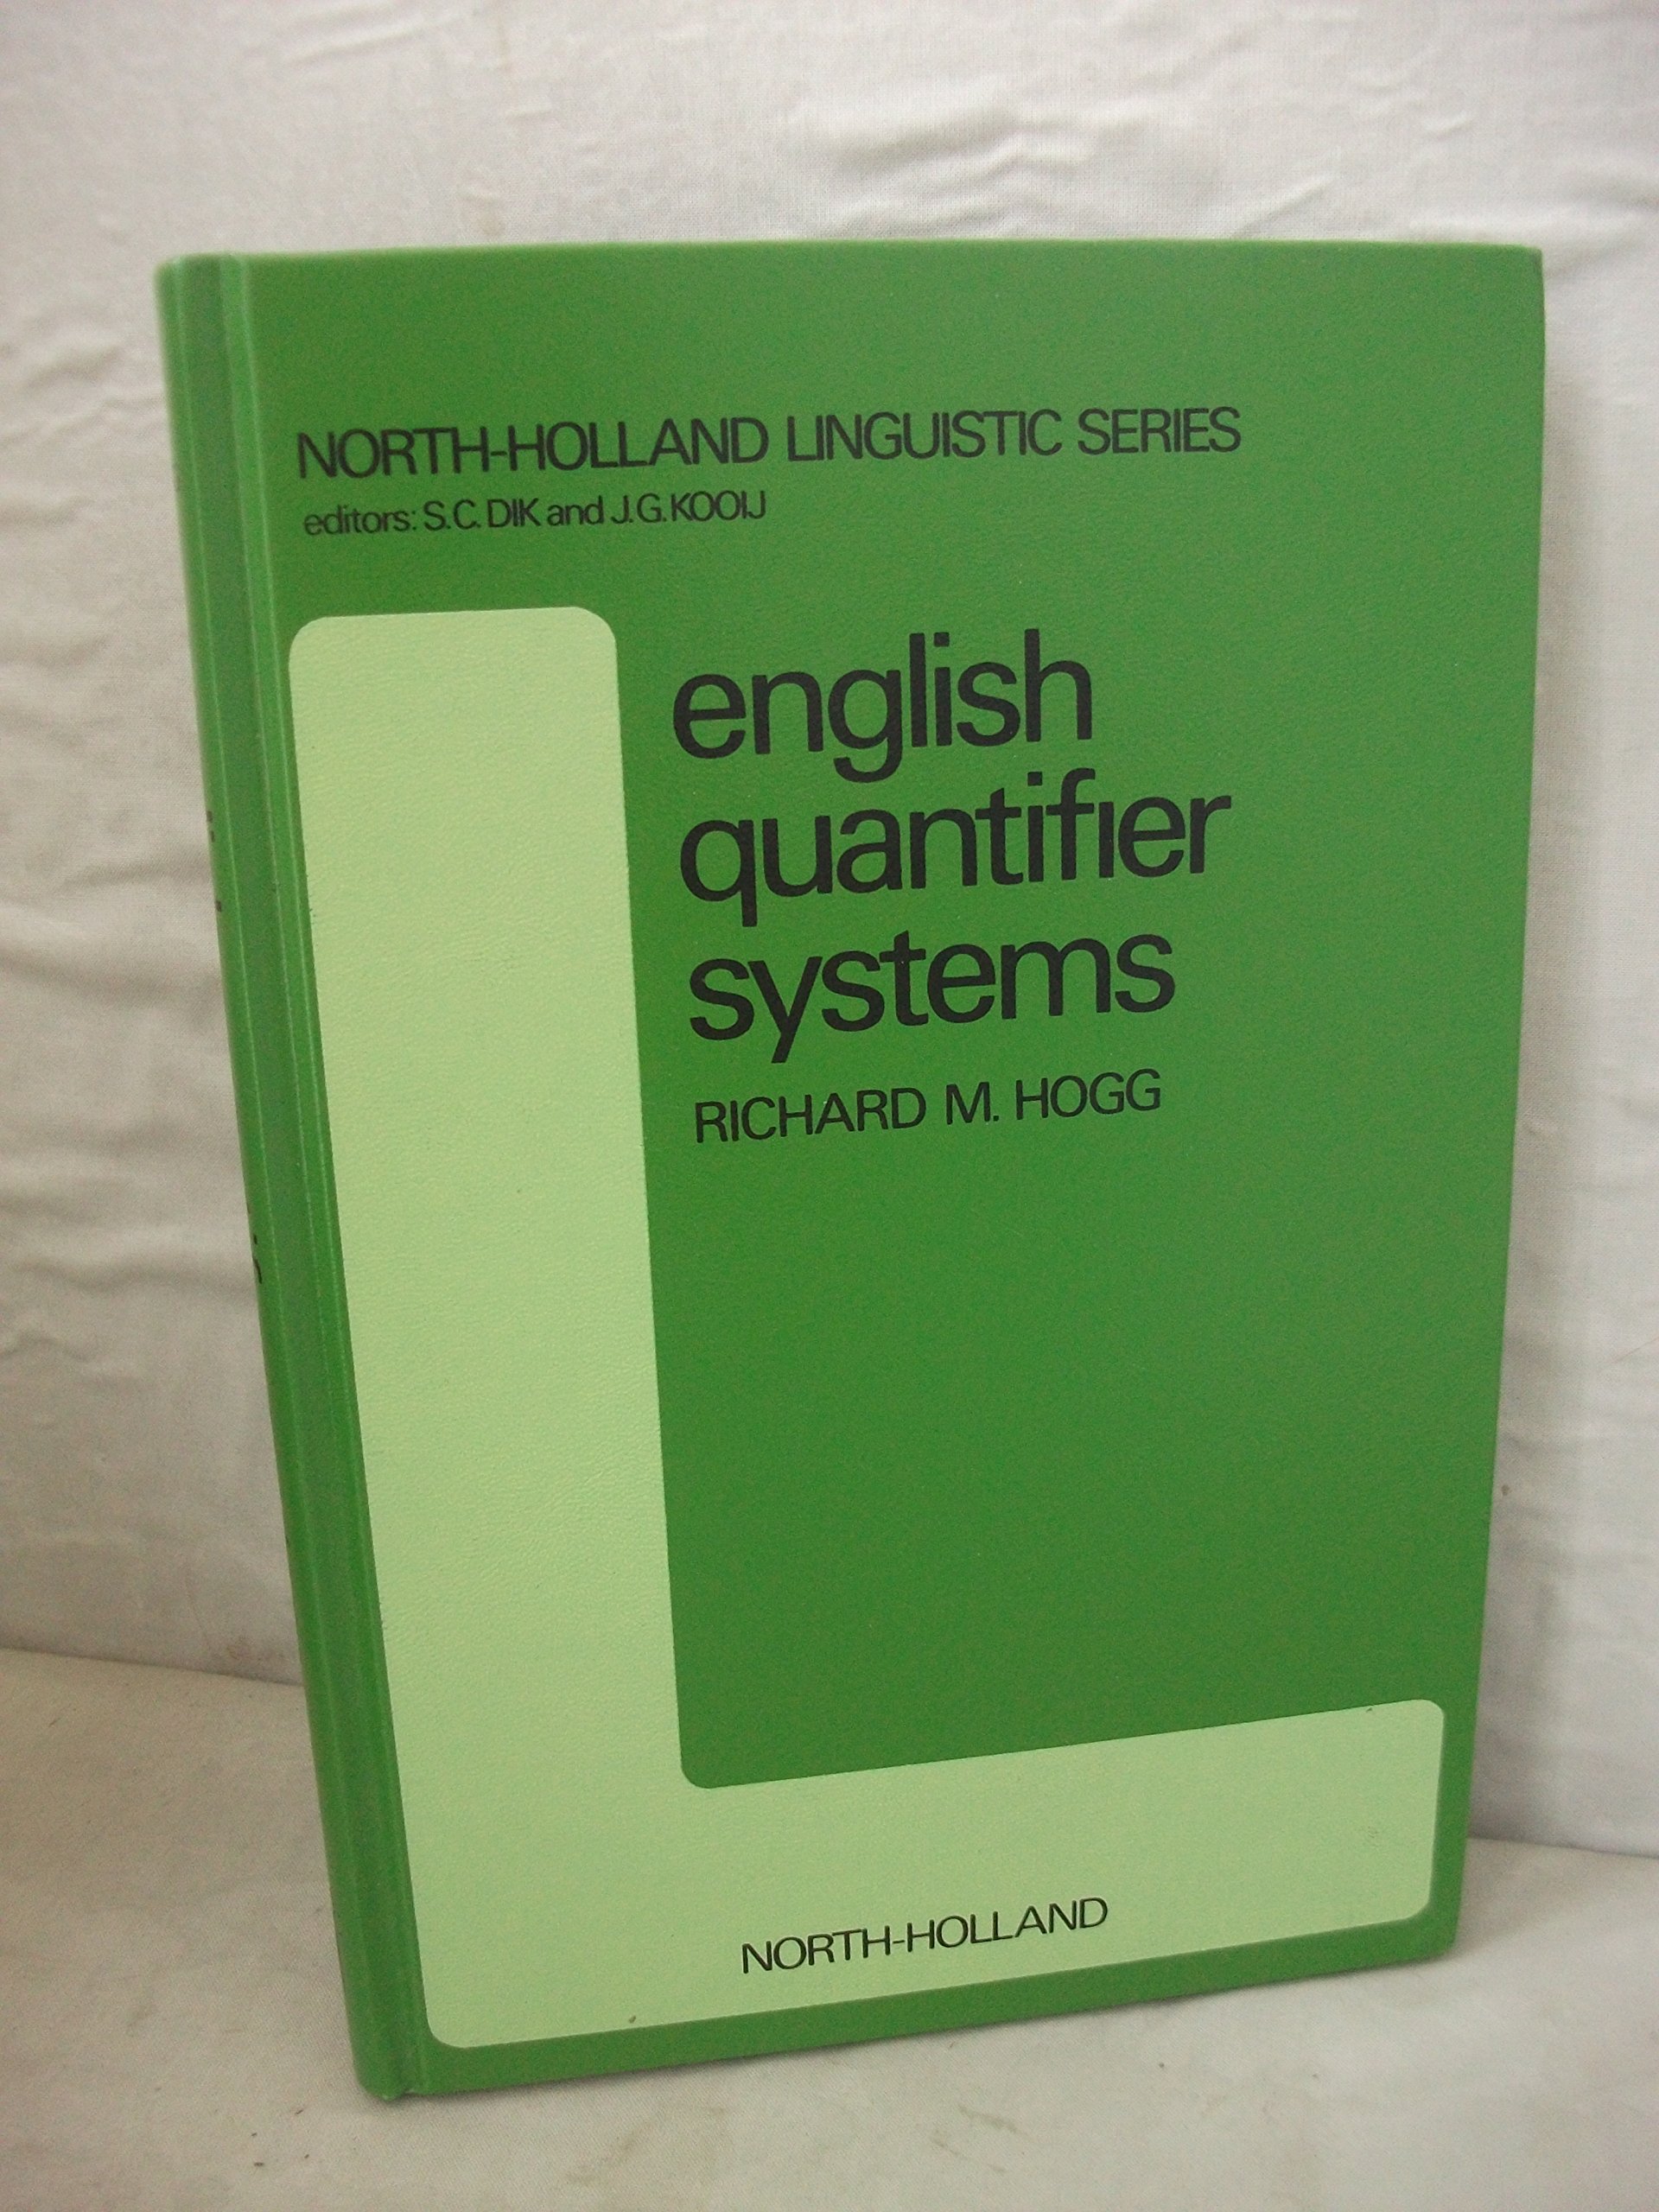 NORTH-HOLLAND LINGUISTIC SERIES
editors: S.C. DIK and J.G. KOOIJ
english
quantifier
systems
RICHARD M. HOGG
NORTH-HOLLAND